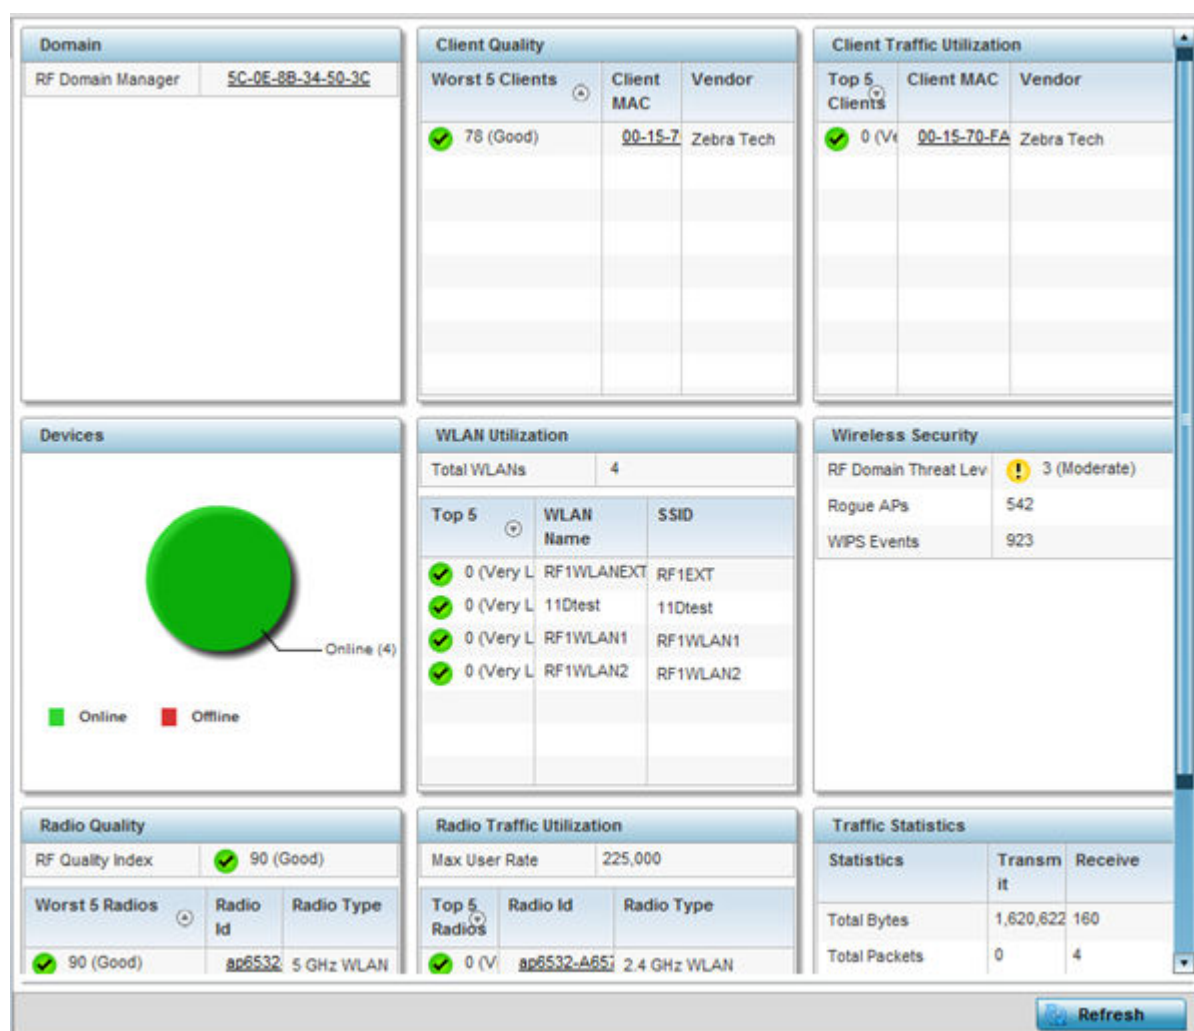 Domain
RF Domain Manager 5C-0E-8B-34-50-3C
Client Quality
Worst 5 Clients Client MAC Vendor
78 (Good) 00-15-7 Zebra Tech
Client Traffic Utilization
Top 5 Clients Client MAC Vendor
0 (Ve 00-15-70-FA Zebra Tech
Devices
Online (4)
Online Offline
WLAN Utilization
Total WLANs 4
Top 5 WLAN Name SSID
0 (Very L RF1WLANEXT RF1EXT
0 (Very L 11Dtest 11Dtest
0 (Very L RF1WLAN1 RF1WLAN1
0 (Very L RF1WLAN2 RF1WLAN2
Wireless Security
RF Domain Threat Lev 3 (Moderate)
Rogue APs 542
WIPS Events 923
Radio Quality
RF Quality Index 90 (Good)
Worst 5 Radios Radio Id Radio Type
90 (Good) ap6532 5 GHz WLAN
Radio Traffic Utilization
Max User Rate 225,000
Top 5 Radios Radio Id Radio Type
0 (V ap6532-A657 2.4 GHz WLAN
Traffic Statistics
Statistics Transmit Receive
Total Bytes 1,620,622 160
Total Packets 0 4
Refresh